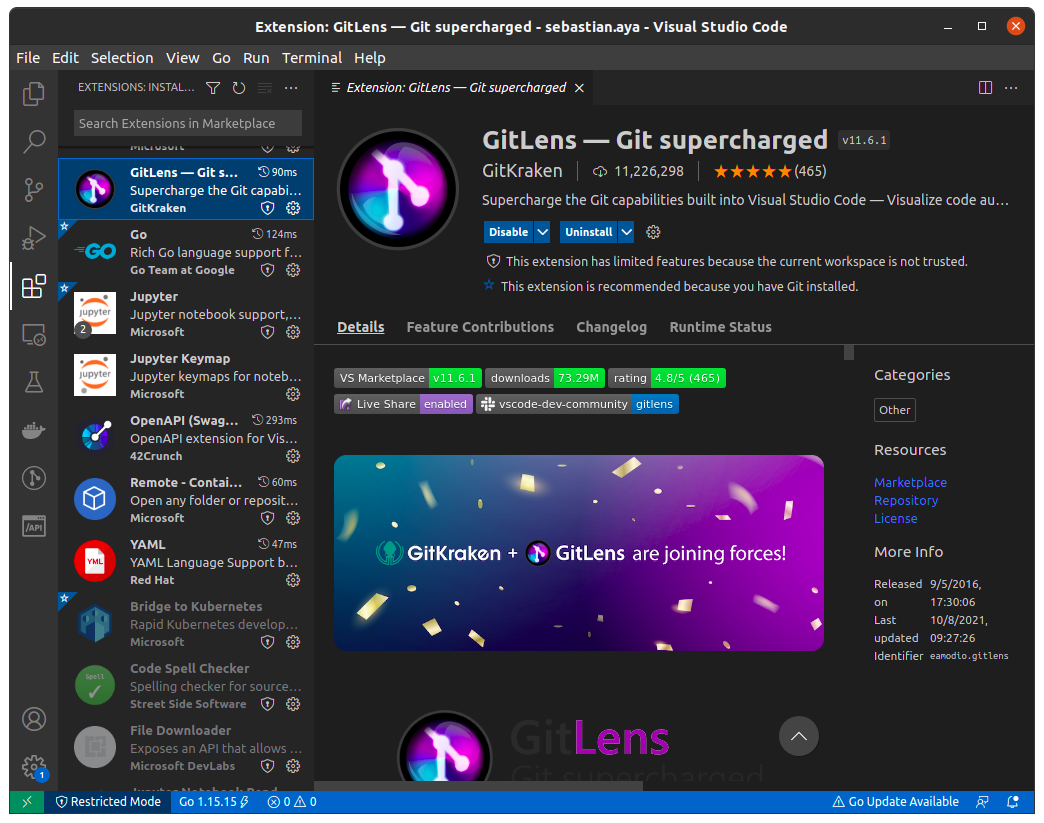 Extension: GitLens — Git supercharged - sebastian.aya - Visual Studio Code
File Edit Selection View Go Run Terminal Help
EXTENSIONS: INSTAL...
Search Extensions in Marketplace
Microsoft
GitLens — Git s... 90ms
Supercharge the Git capabi...
GitKraken
Go 124ms
GO
Rich Go language support f...
Go Team at Google
Jupyter
jupyter
2
Jupyter notebook support,...
Microsoft
Jupyter Keymap
jupyter
Jupyter keymaps for noteb...
Microsoft
OpenAPI (Swag... 293ms
OpenAPI extension for Vis...
42Crunch
Remote - Contai... 60ms
Open any folder or reposit...
Microsoft
YAML 47ms
YML
YAML Language Support b...
Red Hat
Bridge to Kubernetes
Rapid Kubernetes develop...
Microsoft
Code Spell Checker
Spell
Spelling checker for source...
Street Side Software
File Downloader
Exposes an API that allows ...
Microsoft DevLabs
/API
1
Extension: GitLens — Git supercharged
GitLens — Git supercharged v11.6.1
GitKraken 11,226,298 (465)
Supercharge the Git capabilities built into Visual Studio Code — Visualize code au...
Disable Uninstall
This extension has limited features because the current workspace is not trusted.
This extension is recommended because you have Git installed.
Details Feature Contributions Changelog Runtime Status
VS Marketplace v11.6.1 downloads 73.29M rating 4.8/5 (465)
Live Share enabled vscode-dev-community gitlens
GitKraken + GitLens are joining forces!
GitLens
Git supercharged
Categories
Other
Resources
Marketplace
Repository
License
More Info
Released on 9/5/2016, 17:30:06
Last updated 10/8/2021, 09:27:26
Identifier eamodio.gitlens
Restricted Mode Go 1.15.15 0 0 Go Update Available